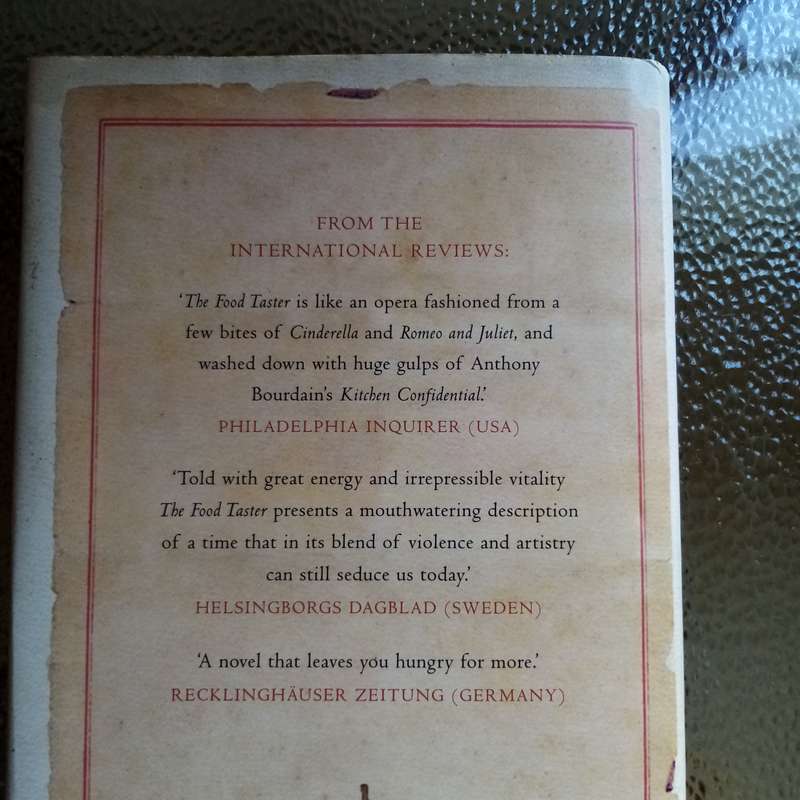 FROM THE
INTERNATIONAL REVIEWS:
‘The Food Taster is like an opera fashioned from a
few bites of Cinderella and Romeo and Juliet, and
washed down with huge gulps of Anthony
Bourdain’s Kitchen Confidential.’
PHILADELPHIA INQUIRER (USA)
‘Told with great energy and irrepressible vitality
The Food Taster presents a mouthwatering description
of a time that in its blend of violence and artistry
can still seduce us today.’
HELSINGBORGS DAGBLAD (SWEDEN)
‘A novel that leaves you hungry for more.’
RECKLINGHÄUSER ZEITUNG (GERMANY)